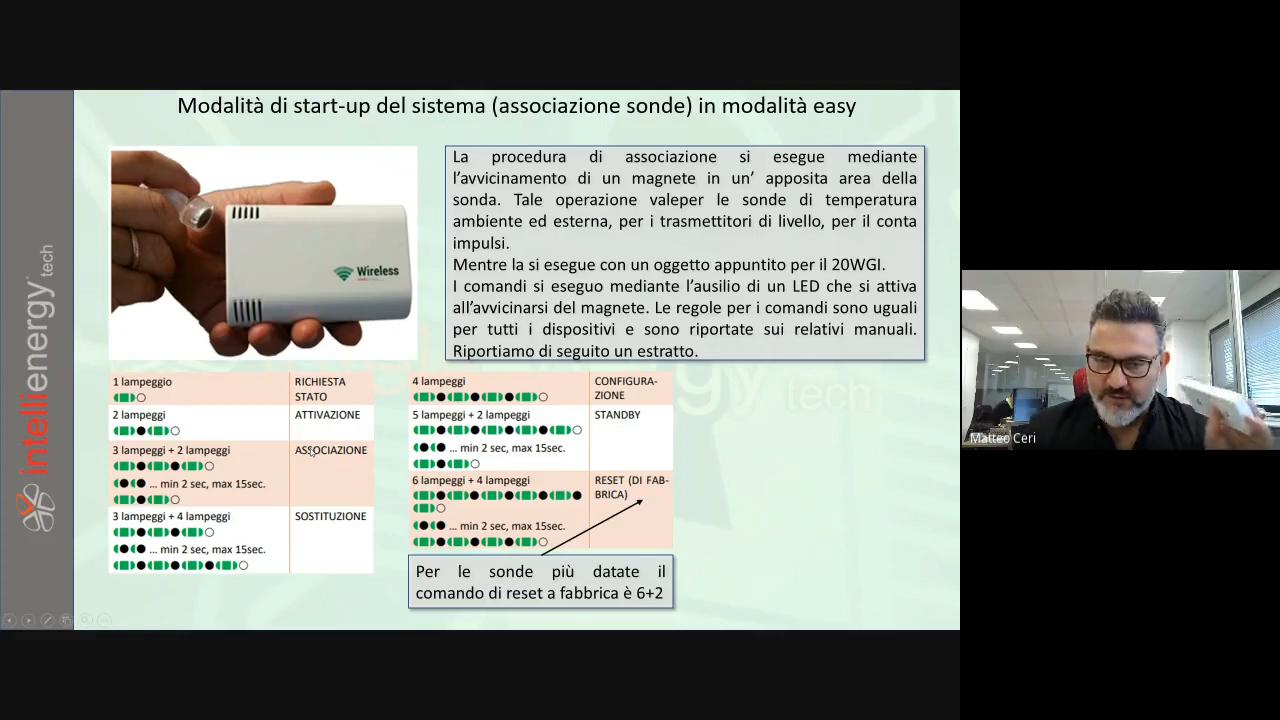 Modalità di start-up del sistema (associazione sonde) in modalità easy
La procedura di associazione si esegue mediante
l'avvicinamento di un magnete in un' apposita area della
sonda. Tale operazione valeper le sonde di temperatura
ambiente ed esterna, per i trasmettitori di livello, per il conta
impulsi.
Mentre la si esegue con un oggetto appuntito per il 20WGI.
I comandi si eseguo mediante l'ausilio di un LED che si attiva
all'avvicinarsi del magnete. Le regole per i comandi sono uguali
per tutti i dispositivi e sono riportate sui relativi manuali.
Riportiamo di seguito un estratto.
Wireless
intellienergy tech
1 lampeggio
RICHIESTA
STATO
2 lampeggi
ATTIVAZIONE
3 lampeggi + 2 lampeggi
ASSOCIAZIONE
... min 2 sec, max 15sec.
3 lampeggi + 4 lampeggi
SOSTITUZIONE
... min 2 sec, max 15sec.
4 lampeggi
CONFIGURA-
ZIONE
5 lampeggi + 2 lampeggi
STANDBY
... min 2 sec, max 15sec.
6 lampeggi + 4 lampeggi
RESET (DI FAB-
BRICA)
... min 2 sec, max 15sec.
Per le sonde più datate il
comando di reset a fabbrica è 6+2
tech
Matteo Ceri